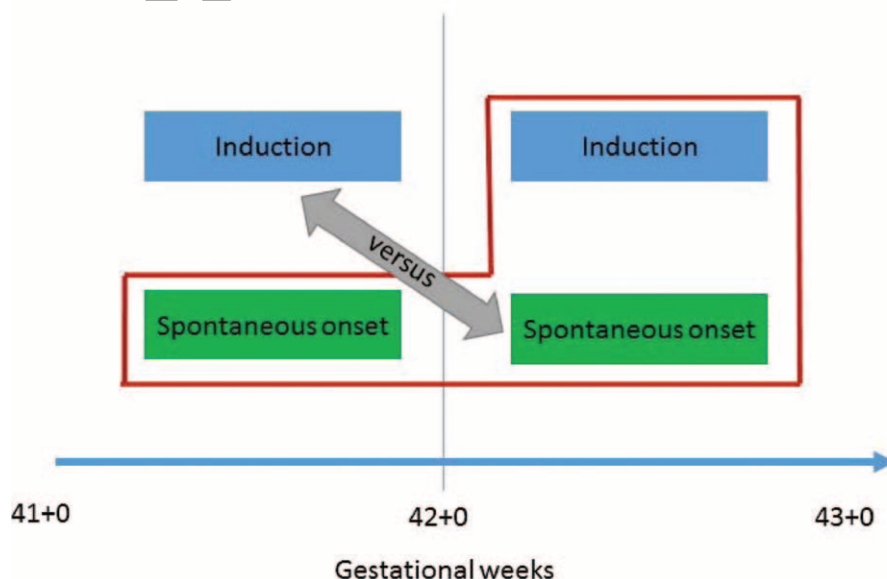 Induction
Induction
versus
Spontaneous onset
Spontaneous onset
41+0
42+0
43+0
Gestational weeks